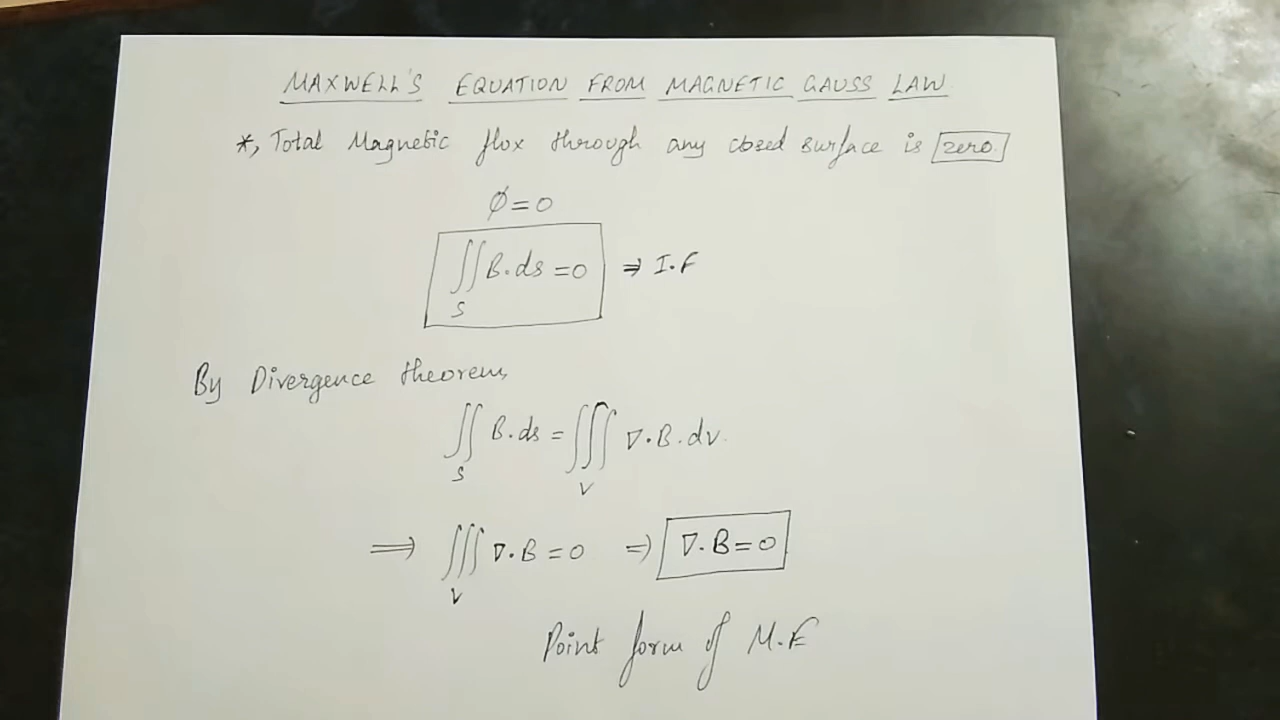 MAXWELL'S EQUATION FROM MAGNETIC GAUSS LAW
*, Total Magnetic flux through any closed surface is zero.
∅=0
∬B.ds=0 ⇒ I.F
S
By Divergence theorem,
∬ B.ds = ∭ ∇.B.dv.
S V
⟹ ∭ ∇.B=0 ⇒ ∇.B=0
V
Point form of M.E